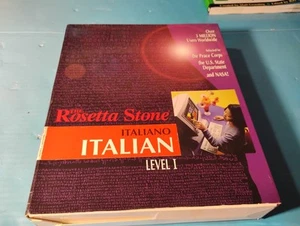 Over
1 MILLION
Users Worldwide
Selected by
the Peace Corps
the U.S. State
Department
and NASA!
The Rosetta Stone
ITALIANO
ITALIAN
LEVEL I